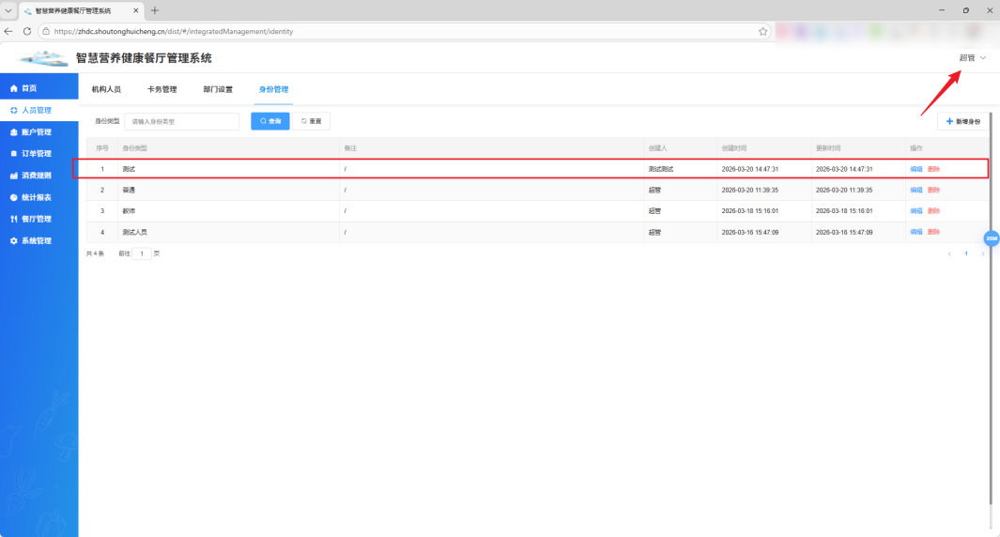 智慧营养健康餐厅管理系统
https://zhdc.shoutonghuicheng.cn/dist/#/integratedManagement/identity
智慧营养健康餐厅管理系统
超管
首页
人员管理
账户管理
订单管理
消费规则
统计报表
餐厅管理
系统管理
机构人员 卡务管理 部门设置 身份管理
身份类型 请输入身份类型 查询 重置 新增身份
序号 身份类型 备注 创建人 创建时间 更新时间 操作
1 测试 / 测试测试 2026-03-20 14:47:31 2026-03-20 14:47:31 编辑 删除
2 普通 / 超管 2026-03-20 11:39:35 2026-03-20 11:39:35 编辑 删除
3 教师 / 超管 2026-03-18 15:16:01 2026-03-18 15:16:01 编辑 删除
4 测试人员 / 超管 2026-03-16 15:47:09 2026-03-16 15:47:09 编辑 删除
共 4 条 前往 1 页 1